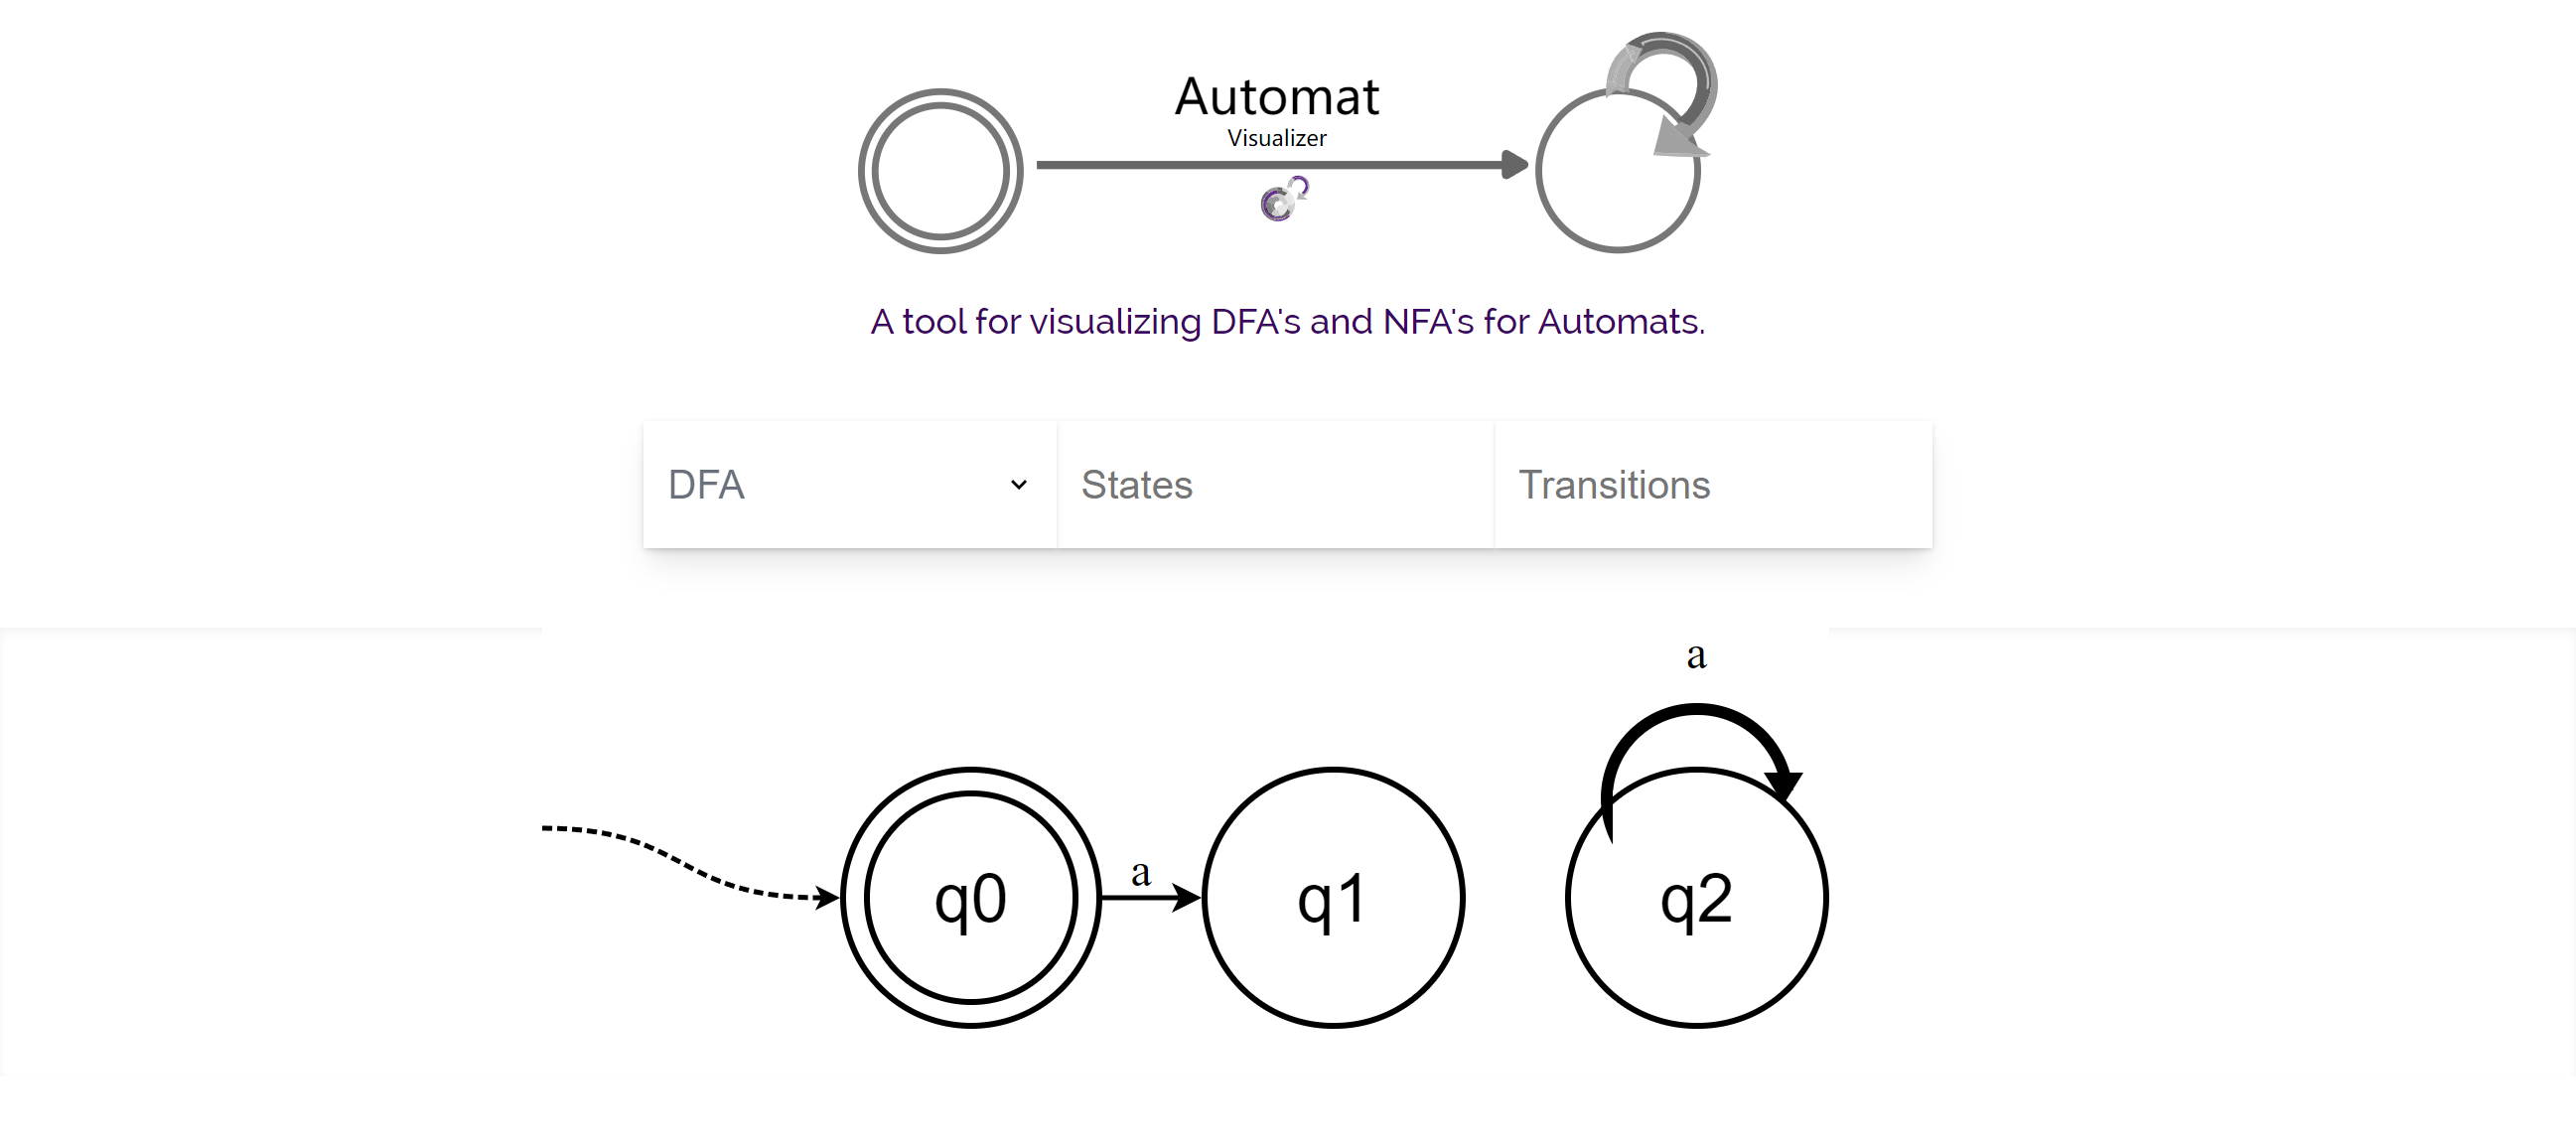 Automat
Visualizer
A tool for visualizing DFA's and NFA's for Automats.
DFA States Transitions
a
q0 a q1 q2